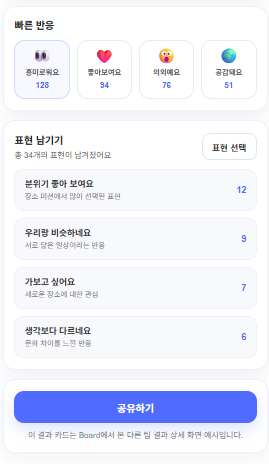 빠른 반응
흥미로워요
128
좋아보여요
94
의외예요
76
공감돼요
51
표현 남기기
총 34개의 표현이 남겨졌어요
표현 선택
분위기 좋아 보여요
장소 미션에서 많이 선택된 표현
12
우리랑 비슷하네요
서로 닮은 일상이라는 반응
9
가보고 싶어요
새로운 장소에 대한 관심
7
생각보다 다르네요
문화 차이를 느낀 반응
6
공유하기
이 결과 카드는 Board에서 본 다른 팀 결과 상세 화면 예시입니다.